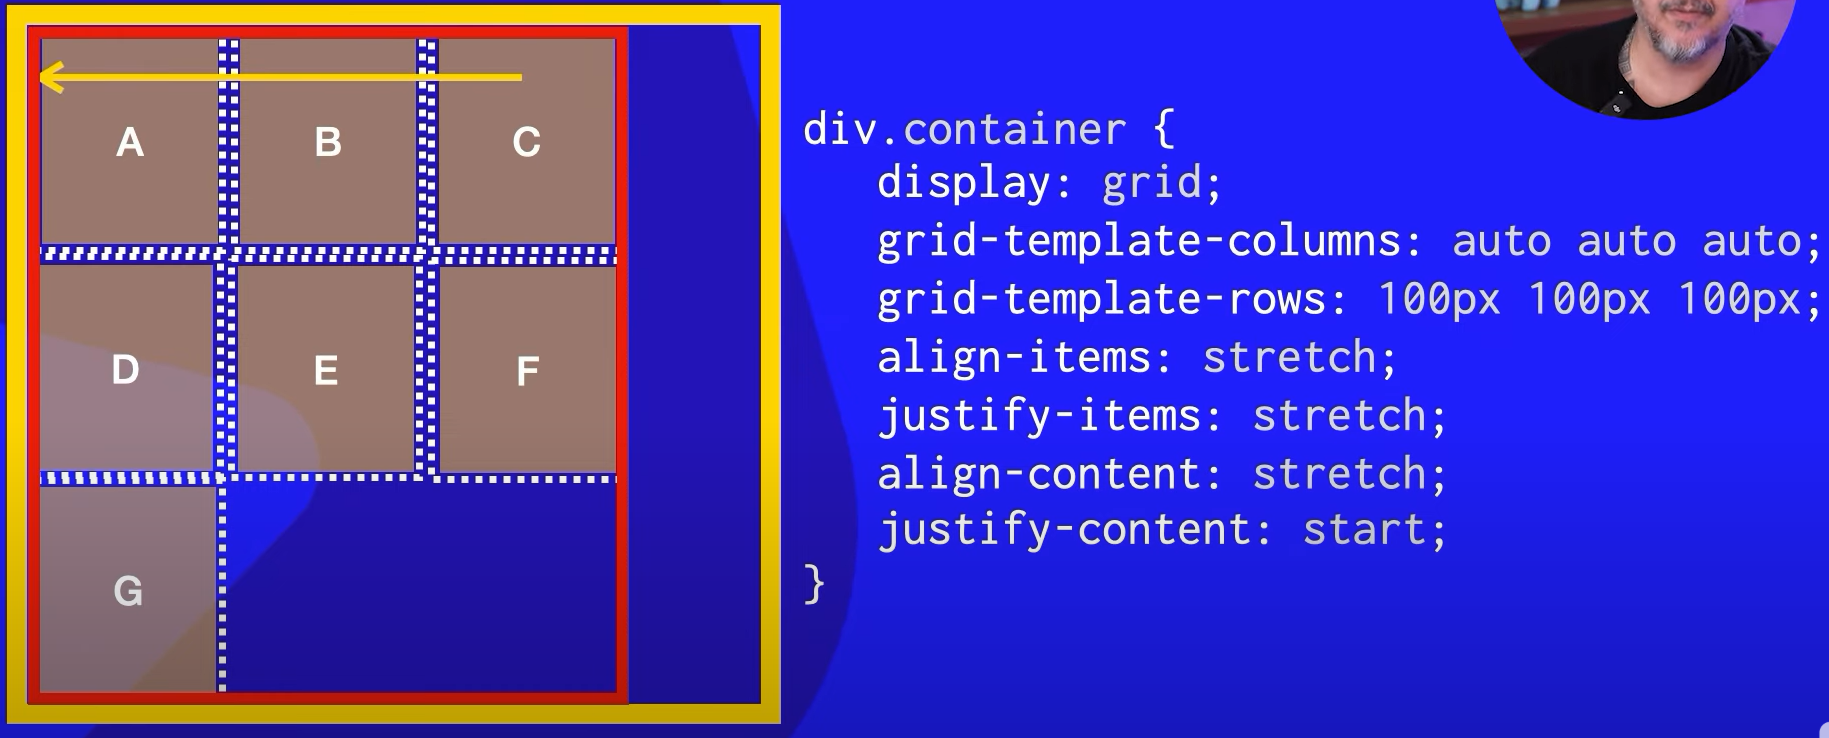 A B C
D E F
G
div.container {
display: grid;
grid-template-columns: auto auto auto;
grid-template-rows: 100px 100px 100px;
align-items: stretch;
justify-items: stretch;
align-content: stretch;
justify-content: start;
}